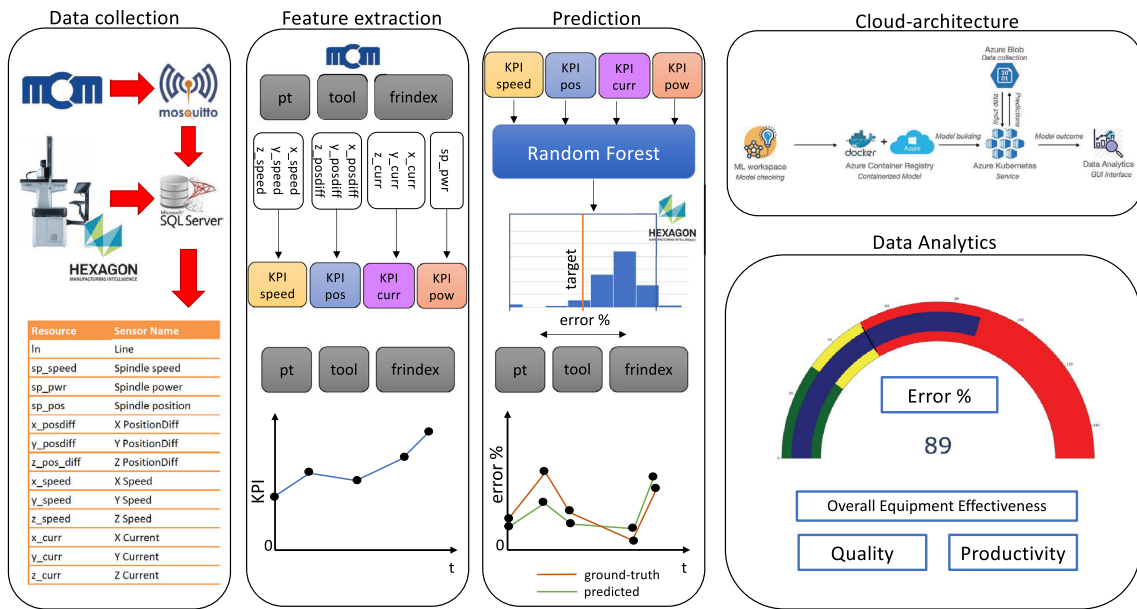 Data collection
mcm
mosquitto
Microsoft
SQL Server
HEXAGON
MANUFACTURING INTELLIGENCE
Resource Sensor Name
ln Line
sp_speed Spindle speed
sp_pwr Spindle power
sp_pos Spindle position
x_posdiff X PositionDiff
y_posdiff Y PositionDiff
z_pos_diff Z PositionDiff
x_speed X Speed
y_speed Y Speed
z_speed Z Speed
x_curr X Current
y_curr Y Current
z_curr Z Current
Feature extraction
mcm
pt tool frindex
x_speed
y_speed
z_speed
x_posdiff
y_posdiff
z_posdiff
x_curr
y_curr
z_curr
sp_pwr
KPI speed
KPI pos
KPI curr
KPI pow
pt tool frindex
KPI
0
t
Prediction
KPI speed
KPI pos
KPI curr
KPI pow
Random Forest
HEXAGON
MANUFACTURING INTELLIGENCE
target
error %
pt tool frindex
error %
0
t
ground-truth
predicted
Cloud-architecture
Azure Blob
Data collection
10
01
Input data
Predictions
ML workspace
Model checking
docker
+
Azure
Azure Container Registry
Containerized Model
Model building
Azure Kubernetes
Service
Model outcome
Data Analytics
GUI Interface
Data Analytics
Error %
89
Overall Equipment Effectiveness
Quality
Productivity